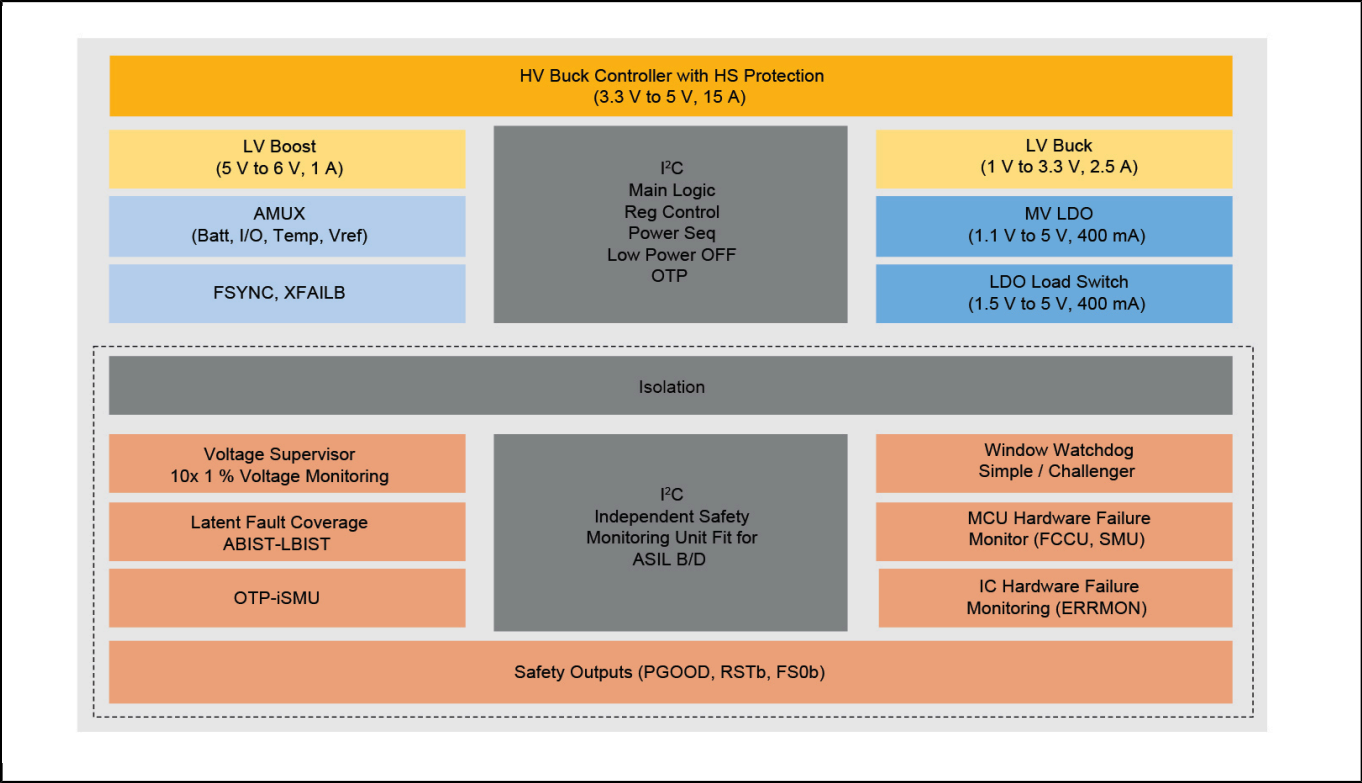 HV Buck Controller with HS Protection
(3.3 V to 5 V, 15 A)
LV Boost
(5 V to 6 V, 1 A)
AMUX
(Batt, I/O, Temp, Vref)
FSYNC, XFAILB
I²C
Main Logic
Reg Control
Power Seq
Low Power OFF
OTP
LV Buck
(1 V to 3.3 V, 2.5 A)
MV LDO
(1.1 V to 5 V, 400 mA)
LDO Load Switch
(1.5 V to 5 V, 400 mA)
Isolation
Voltage Supervisor
10x 1 % Voltage Monitoring
Latent Fault Coverage
ABIST-LBIST
OTP-iSMU
I²C
Independent Safety
Monitoring Unit Fit for
ASIL B/D
Window Watchdog
Simple / Challenger
MCU Hardware Failure
Monitor (FCCU, SMU)
IC Hardware Failure
Monitoring (ERRMON)
Safety Outputs (PGOOD, RSTb, FS0b)